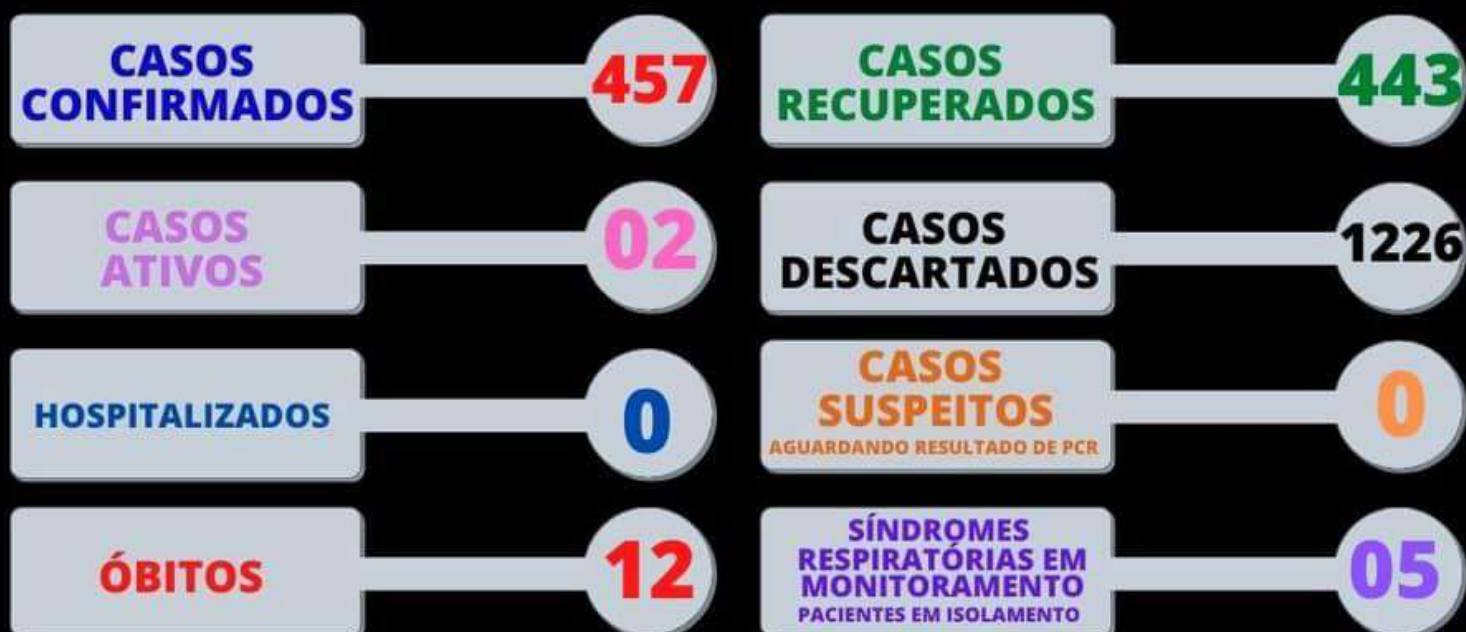 CASOS
CONFIRMADOS
457
CASOS
RECUPERADOS
443
CASOS
ATIVOS
02
CASOS
DESCARTADOS
1226
HOSPITALIZADOS
0
CASOS
SUSPEITOS
AGUARDANDO RESULTADO DE PCR
0
ÓBITOS
12
SÍNDROMES
RESPIRATÓRIAS EM
MONITORAMENTO
PACIENTES EM ISOLAMENTO
05